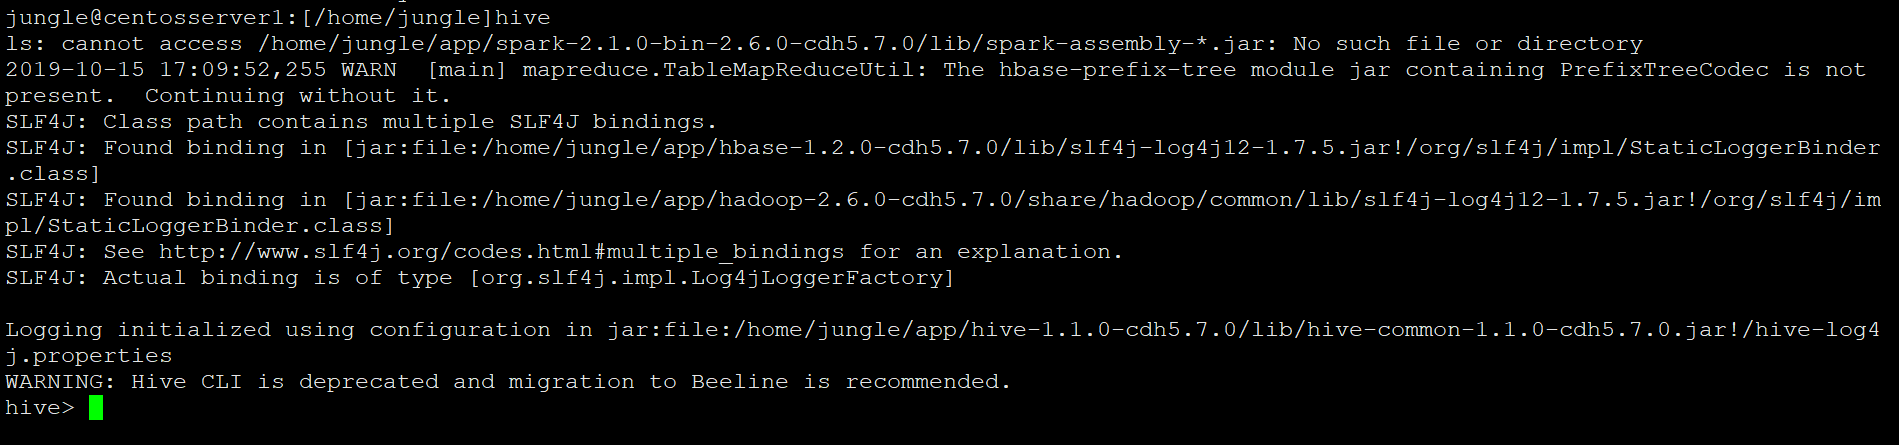 jungle@centosserver1:[/home/jungle]hive
ls: cannot access /home/jungle/app/spark-2.1.0-bin-2.6.0-cdh5.7.0/lib/spark-assembly-*.jar: No such file or directory
2019-10-15 17:09:52,255 WARN  [main] mapreduce.TableMapReduceUtil: The hbase-prefix-tree module jar containing PrefixTreeCodec is not
present.  Continuing without it.
SLF4J: Class path contains multiple SLF4J bindings.
SLF4J: Found binding in [jar:file:/home/jungle/app/hbase-1.2.0-cdh5.7.0/lib/slf4j-log4j12-1.7.5.jar!/org/slf4j/impl/StaticLoggerBinder
.class]
SLF4J: Found binding in [jar:file:/home/jungle/app/hadoop-2.6.0-cdh5.7.0/share/hadoop/common/lib/slf4j-log4j12-1.7.5.jar!/org/slf4j/im
pl/StaticLoggerBinder.class]
SLF4J: See http://www.slf4j.org/codes.html#multiple_bindings for an explanation.
SLF4J: Actual binding is of type [org.slf4j.impl.Log4jLoggerFactory]
Logging initialized using configuration in jar:file:/home/jungle/app/hive-1.1.0-cdh5.7.0/lib/hive-common-1.1.0-cdh5.7.0.jar!/hive-log4
j.properties
WARNING: Hive CLI is deprecated and migration to Beeline is recommended.
hive>